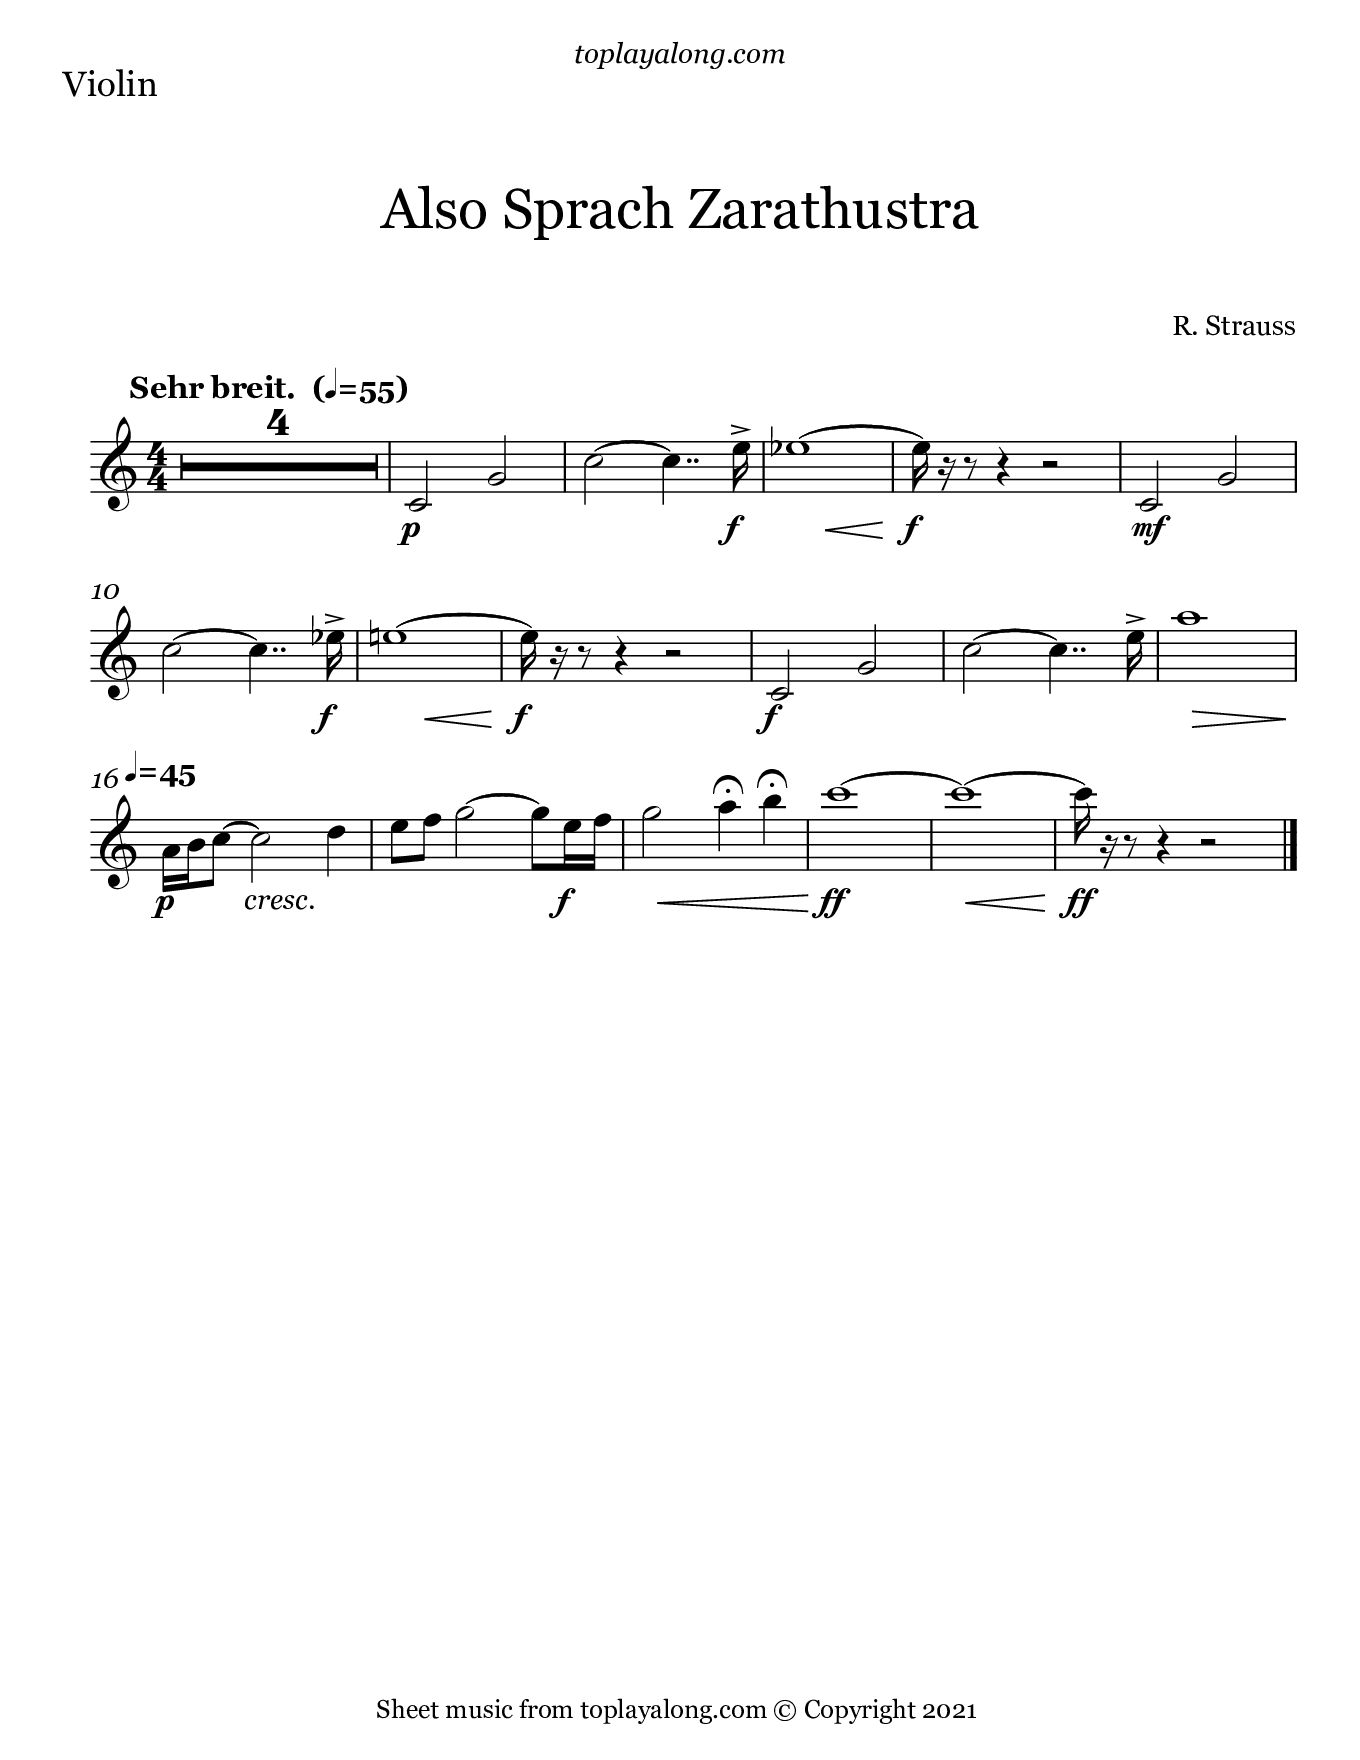 toplayalong.com
Violin
Also Sprach Zarathustra
R. Strauss
Sehr breit. (♩=55)
4
p f f mf
10
f f f
16 ♩=45
p cresc. f ff ff
Sheet music from toplayalong.com © Copyright 2021